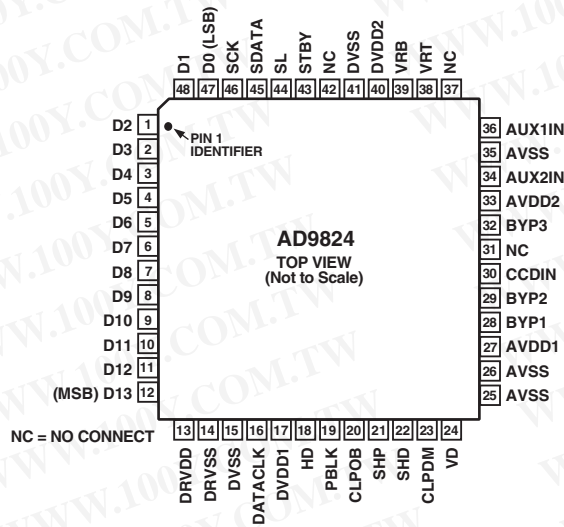 D1
D0 (LSB)
SCK
SDATA
SL
STBY
NC
DVSS
DVDD2
VRB
VRT
NC
48 47 46 45 44 43 42 41 40 39 38 37
D2 1
D3 2
D4 3
D5 4
D6 5
D7 6
D8 7
D9 8
D10 9
D11 10
D12 11
(MSB) D13 12
PIN 1
IDENTIFIER
AD9824
TOP VIEW
(Not to Scale)
36 AUX1IN
35 AVSS
34 AUX2IN
33 AVDD2
32 BYP3
31 NC
30 CCDIN
29 BYP2
28 BYP1
27 AVDD1
26 AVSS
25 AVSS
NC = NO CONNECT
13 14 15 16 17 18 19 20 21 22 23 24
DRVDD
DRVSS
DVSS
DATACLK
DVDD1
HD
PBLK
CLPOB
SHP
SHD
CLPDM
VD
WWW.100Y.COM.TW